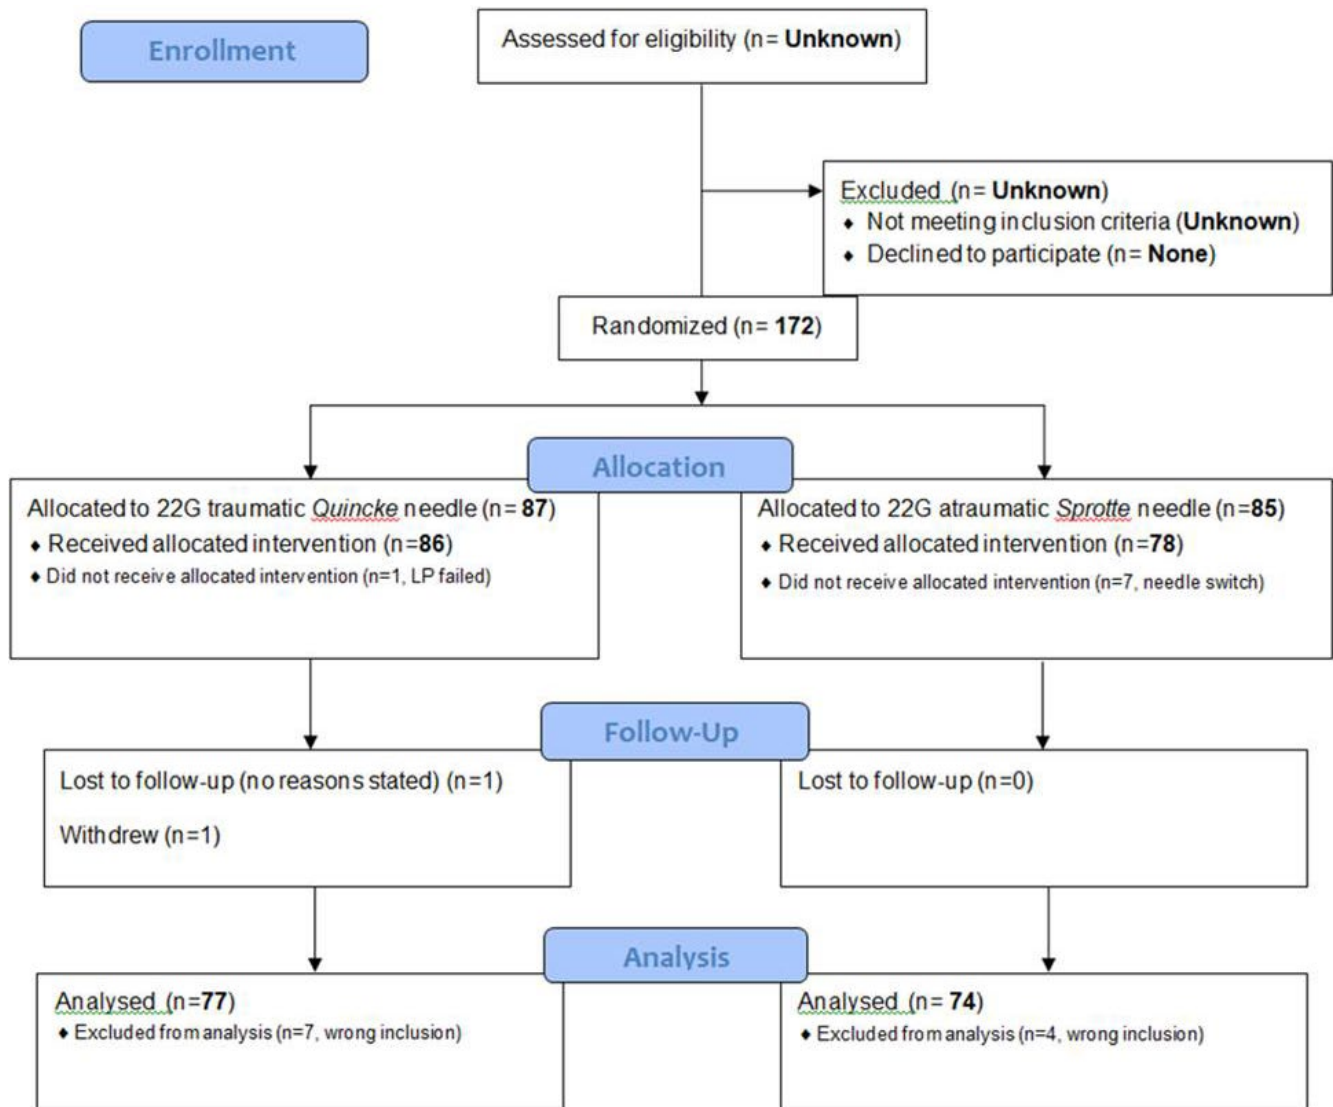 Enrollment
Assessed for eligibility (n= Unknown)
Excluded (n= Unknown)
♦ Not meeting inclusion criteria (Unknown)
♦ Declined to participate (n= None)
Randomized (n= 172)
Allocation
Allocated to 22G traumatic Quincke needle (n= 87)
♦ Received allocated intervention (n=86)
♦ Did not receive allocated intervention (n=1, LP failed)
Allocated to 22G atraumatic Sprotte needle (n=85)
♦ Received allocated intervention (n=78)
♦ Did not receive allocated intervention (n=7, needle switch)
Follow-Up
Lost to follow-up (no reasons stated) (n=1)
Withdrew (n=1)
Lost to follow-up (n=0)
Analysis
Analysed (n=77)
♦ Excluded from analysis (n=7, wrong inclusion)
Analysed (n= 74)
♦ Excluded from analysis (n=4, wrong inclusion)